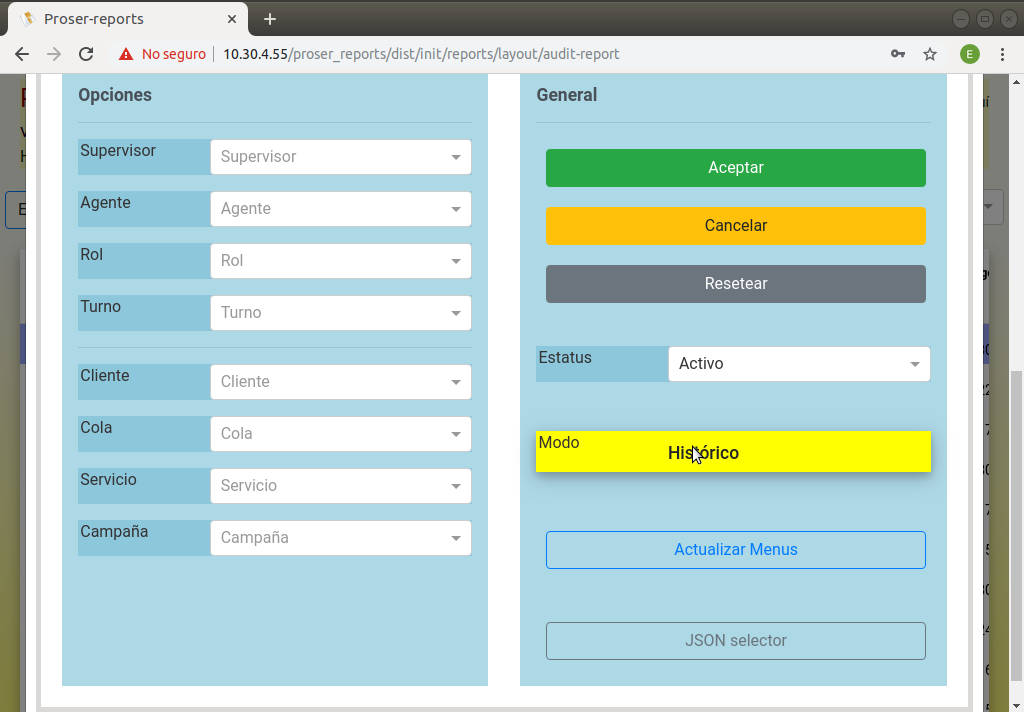 Proser-reports
No seguro
10.30.4.55/proser_reports/dist/init/reports/layout/audit-report
E
Opciones
Supervisor
Supervisor
Agente
Agente
Rol
Rol
Turno
Turno
Cliente
Cliente
Cola
Cola
Servicio
Servicio
Campaña
Campaña
General
Aceptar
Cancelar
Resetear
Estatus
Activo
Modo
Histórico
Actualizar Menus
JSON selector